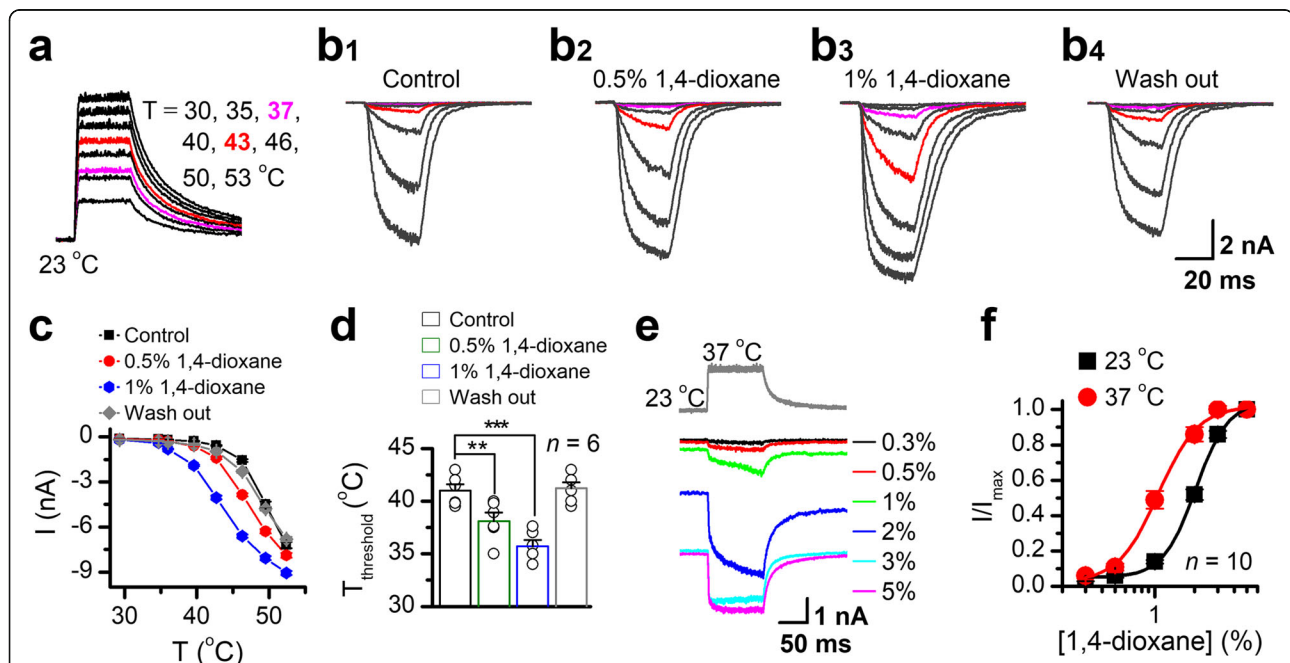 a
T = 30, 35, 37,
40, 43, 46,
50, 53 °C
23 °C
b1
Control
b2
0.5% 1,4-dioxane
b3
1% 1,4-dioxane
b4
Wash out
2 nA
20 ms
c
Control
0.5% 1,4-dioxane
1% 1,4-dioxane
Wash out
0
-3
-6
-9
I (nA)
30 40 50
T (°C)
d
Control
0.5% 1,4-dioxane
1% 1,4-dioxane
Wash out
***
**
n = 6
45
40
35
30
T threshold (°C)
e
37 °C
23 °C
0.3%
0.5%
1%
2%
3%
5%
1 nA
50 ms
f
23 °C
37 °C
1.0
0.8
0.6
0.4
0.2
0.0
I/Imax
n = 10
1
[1,4-dioxane] (%)